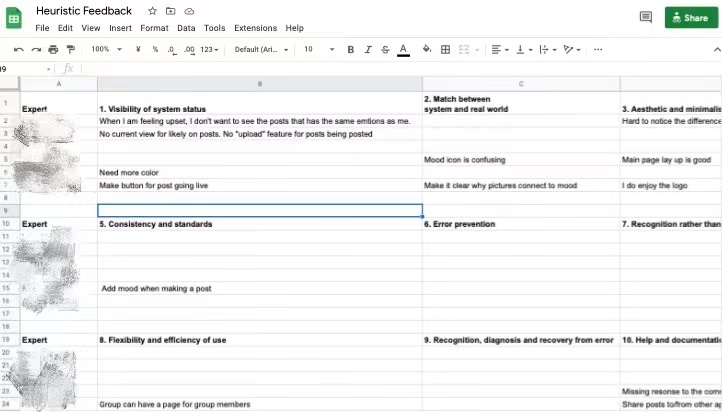 Heuristic Feedback
File Edit View Insert Format Data Tools Extensions Help
Share
100% ¥ % .0 .00 123 Default (Ari... 10 B I S A ...
fx
A B C
1 Expert 1. Visibility of system status 2. Match between
system and real world 3. Aesthetic and minimalis
2 When I am feeling upset, I don't want to see the posts that has the same emtions as me. Hard to notice the difference
3 No current view for likely on posts. No "upload" feature for posts being posted
4
5 Mood icon is confusing Main page lay up is good
6 Need more color
7 Make button for post going live Make it clear why pictures connect to mood I do enjoy the logo
8
9
10 Expert 5. Consistency and standards 6. Error prevention 7. Recognition rather than
11
12
13
14
15 Add mood when making a post
16
17
18
19 Expert 8. Flexibility and efficiency of use 9. Recognition, diagnosis and recovery from error 10. Help and documentati
20
21
22
23 Missing resonse to the com
24 Group can have a page for group members Share posts to/from other ap